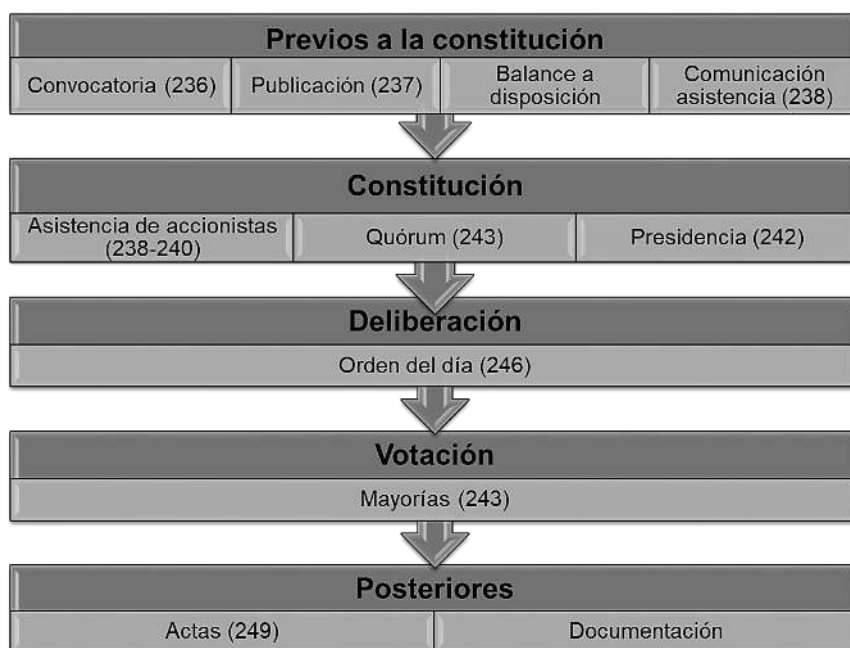 Previos a la constitución
Convocatoria (236)
Publicación (237)
Balance a
disposición
Comunicación
asistencia (238)
Constitución
Asistencia de accionistas
(238-240)
Quórum (243)
Presidencia (242)
Deliberación
Orden del día (246)
Votación
Mayorías (243)
Posteriores
Actas (249)
Documentación